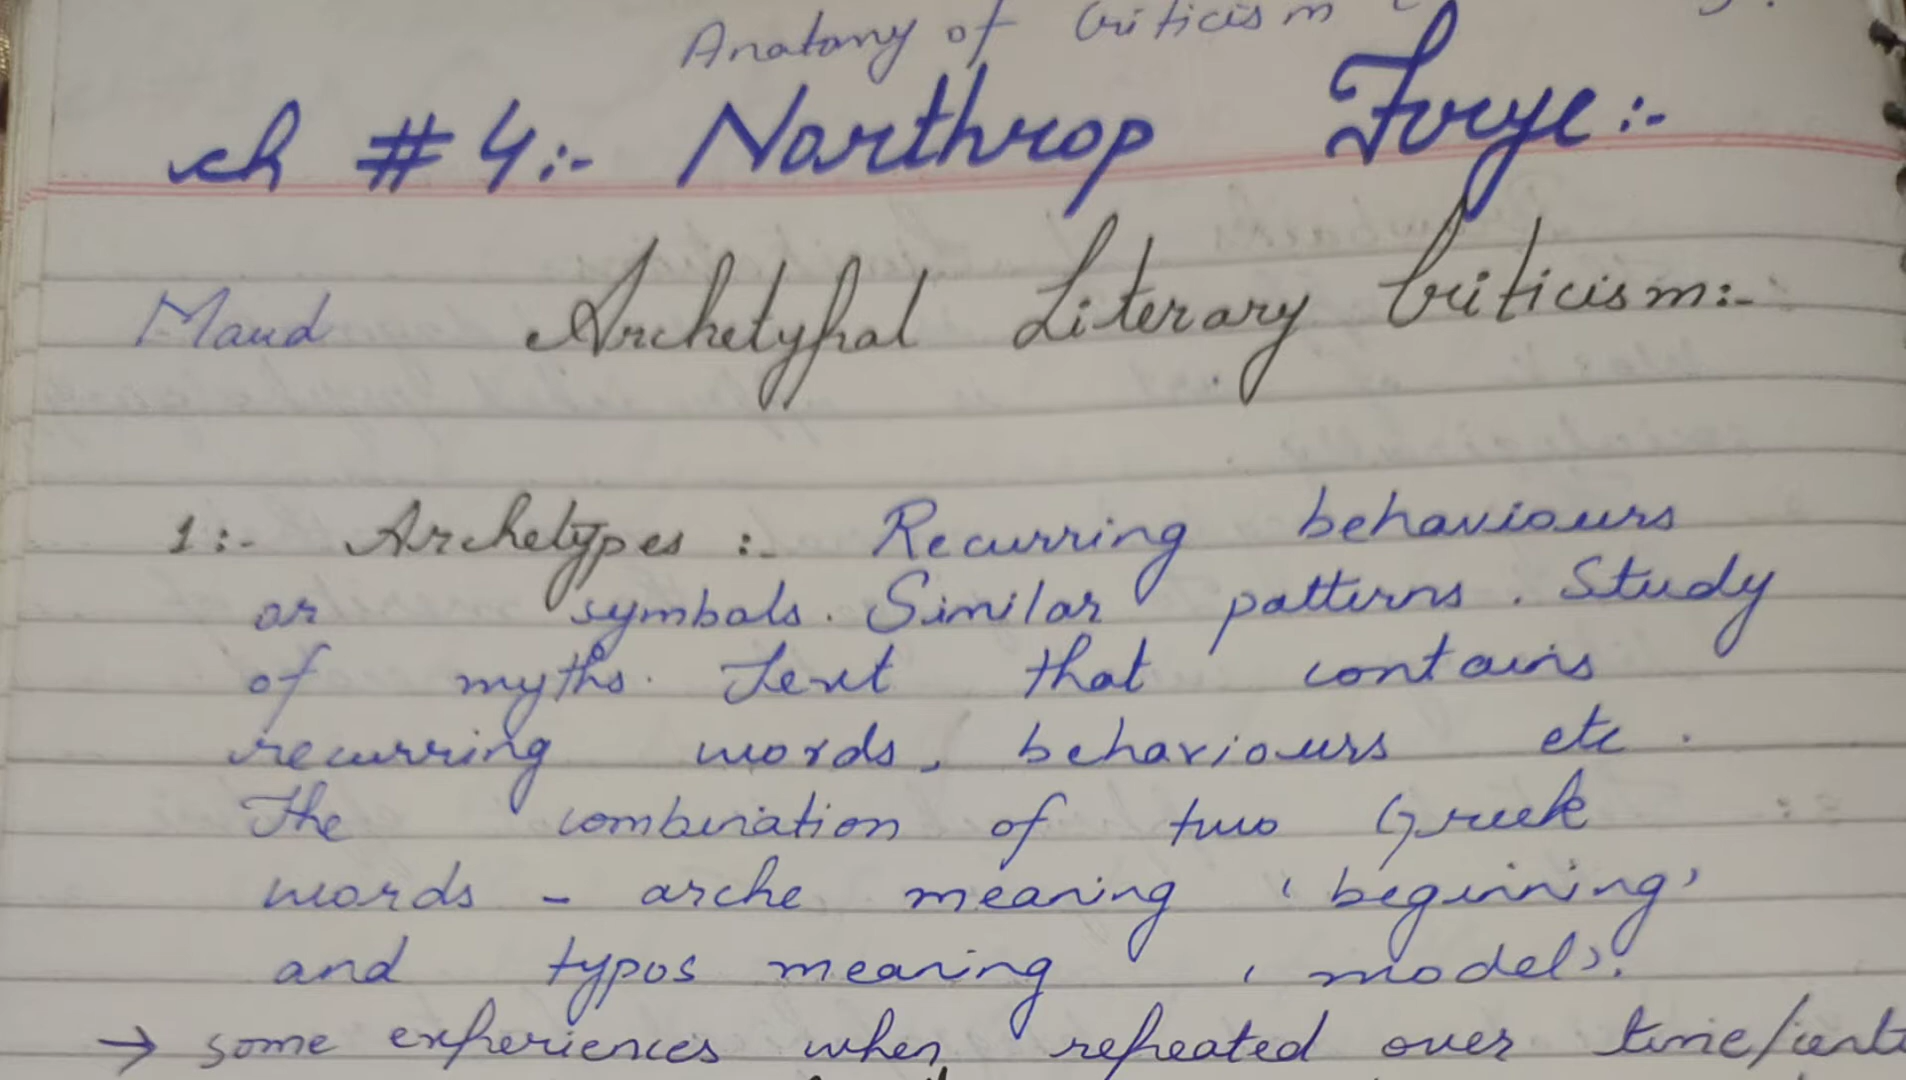 Anatomy of Criticism
ch # 4:- Northrop Frye:-
Maud Archetypal Literary Criticism:-
1:- Archetypes :- Recurring behaviours
or symbols. Similar patterns. Study
of myths. Text that contains
recurring words, behaviours etc.
The combination of two Greek
words - arche meaning 'beginning'
and typos meaning 'model'.
→ some experiences when repeated over time/